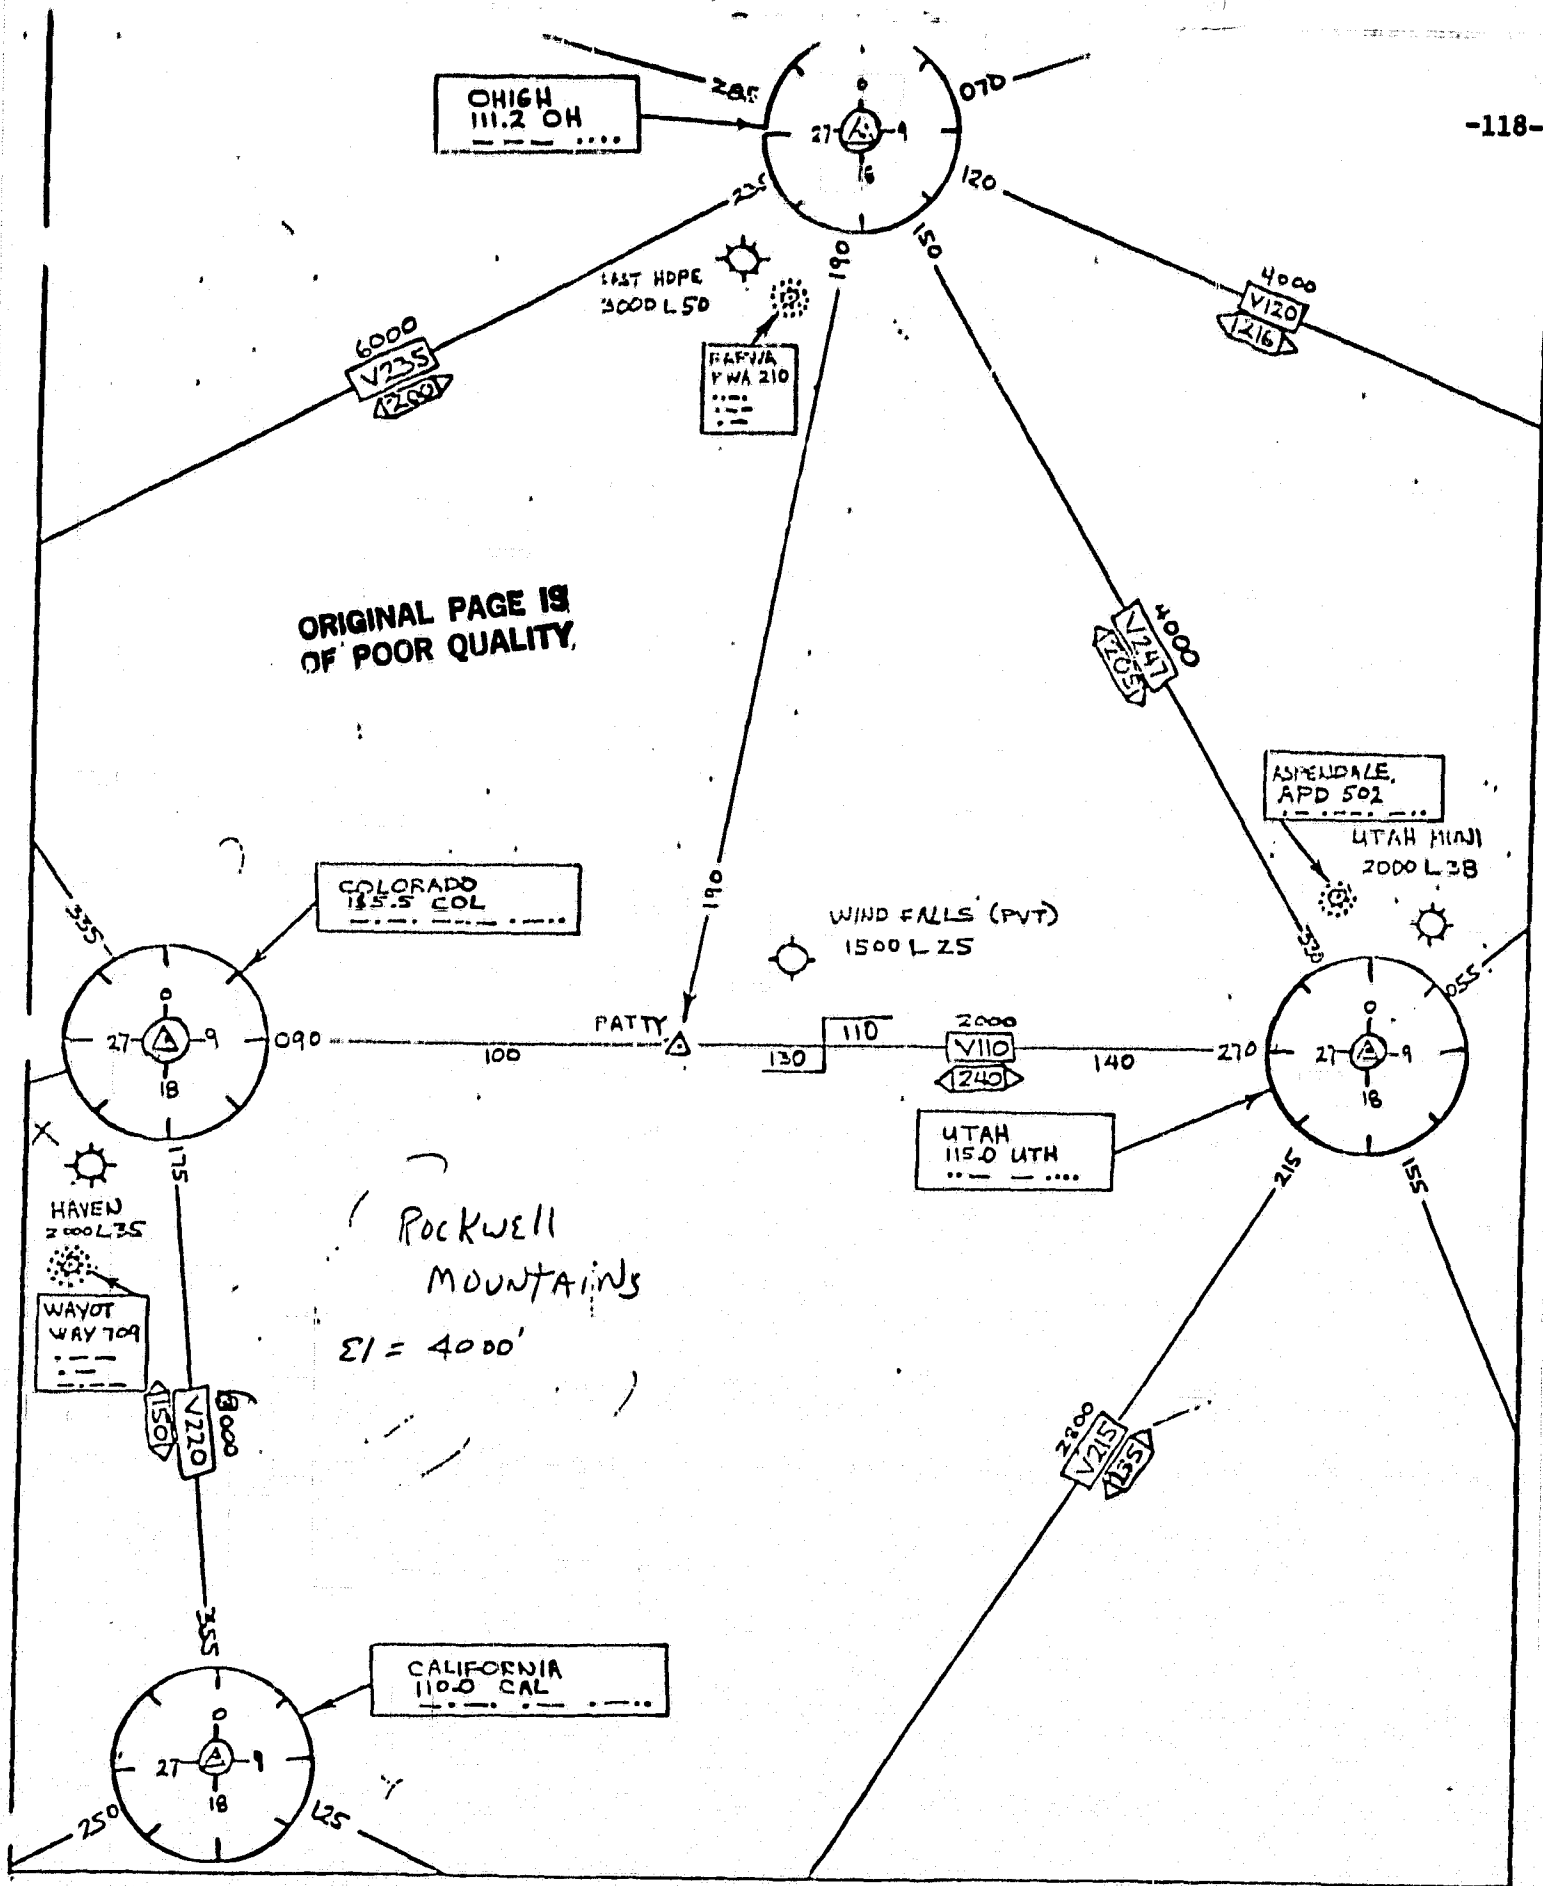 -118-
OHIGH
111.2 OH
— — — ····
285
070
0
27 9
18
235
120
190
150
LAST HOPE
3000 L 50
PWA 210
··—·
·——
·—
6000
V235
200
4000
V120
216
ORIGINAL PAGE IS
OF POOR QUALITY
4000
V247
205
ASPENDALE
APD 502
·— ·——· —··
UTAH MINI
2000 L 38
335
COLORADO
COL
—·—· ——— ·—··
190
WIND FALLS (PVT)
1500 L 25
330
055
0
27 9
18
090
100
PATTY
130
110
2000
V110
240
140
270
0
27 9
18
UTAH
115.0 UTH
··— — ····
175
215
155
HAVEN
2000 L 35
WAYOT
WAY 709
·——
·—
—·——
Rockwell
Mountains
El = 4000'
150
V220
000
2800
V215
135
355
CALIFORNIA
110.0 CAL
—·—· ·— ·—··
0
27 9
18
250
125